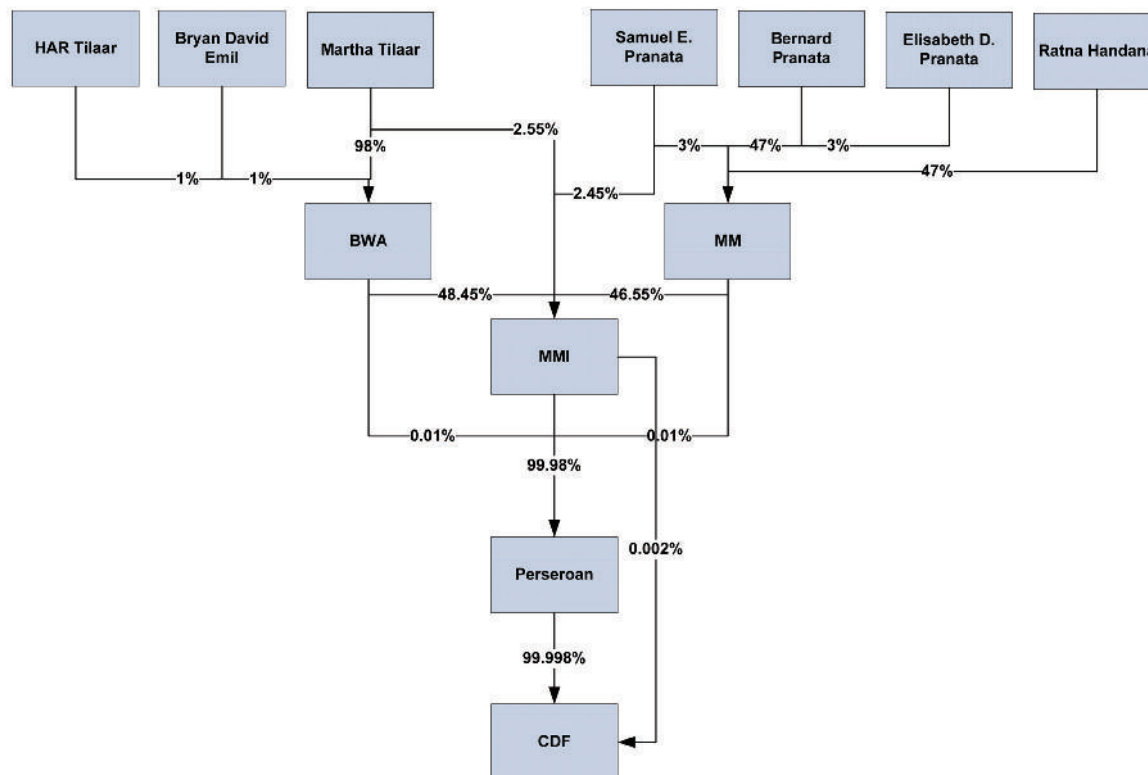 HAR Tilaar
Bryan David
Emil
Martha Tilaar
Samuel E.
Pranata
Bernard
Pranata
Elisabeth D.
Pranata
Ratna Handana
2.55%
98%
3%
47%
3%
1%
1%
47%
2.45%
BWA
MM
48.45%
46.55%
MMI
0.01%
0.01%
99.98%
0.002%
Perseroan
99.998%
CDF